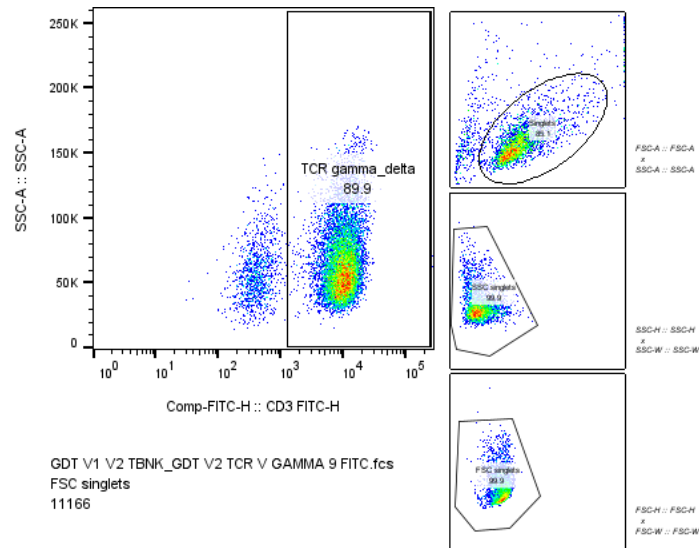 250K
200K
150K
100K
50K
0
SSC-A :: SSC-A
TCR gamma_delta
89.9
10^0 10^1 10^2 10^3 10^4 10^5
Comp-FITC-H :: CD3 FITC-H
GDT V1 V2 TBNK_GDT V2 TCR V GAMMA 9 FITC.fcs
FSC singlets
11166
Singlets
85.1
FSC-A :: FSC-A
x
SSC-A :: SSC-A
SSC singlets
99.9
SSC-H :: SSC-H
x
SSC-W :: SSC-W
FSC singlets
99.9
FSC-H :: FSC-H
x
FSC-W :: FSC-W